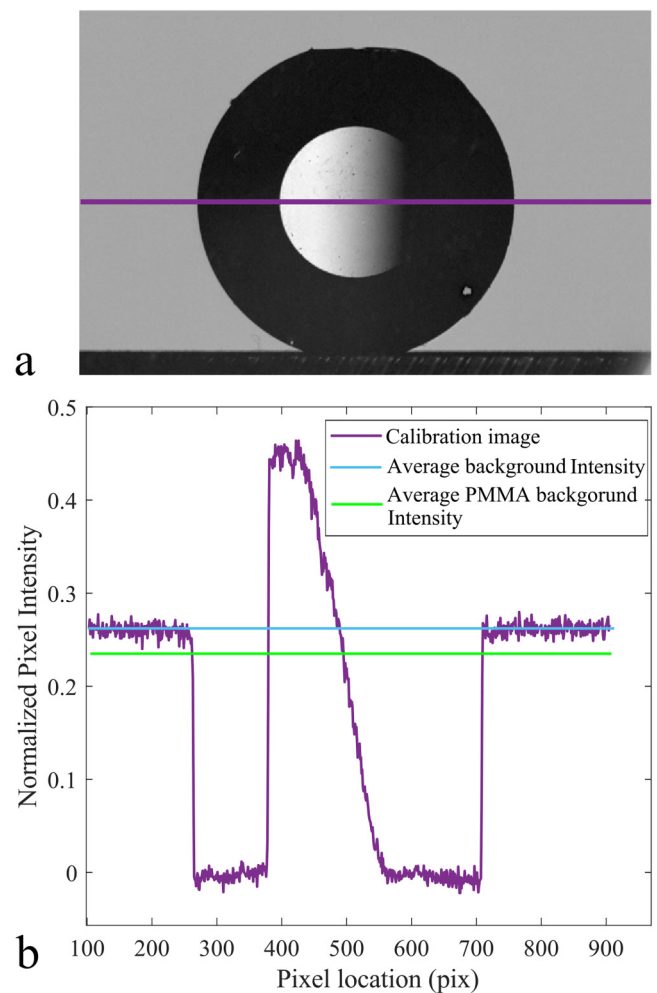 a
0.5
0.4
0.3
0.2
0.1
0
Normalized Pixel Intensity
Calibration image
Average background Intensity
Average PMMA backgorund
Intensity
100 200 300 400 500 600 700 800 900
Pixel location (pix)
b